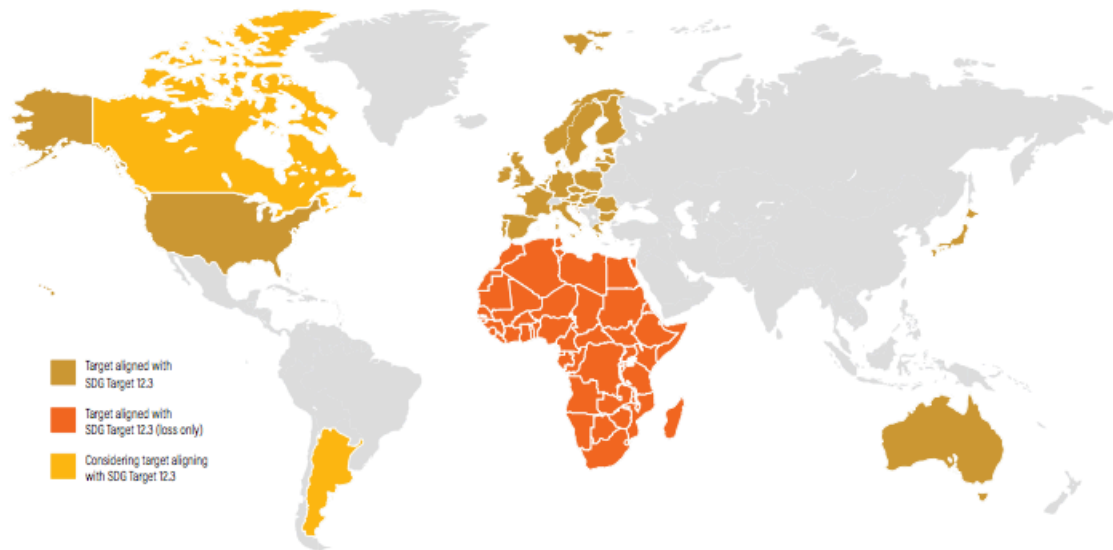 Target aligned with
SDG Target 12.3
Target aligned with
SDG Target 12.3 (loss only)
Considering target aligning
with SDG Target 12.3